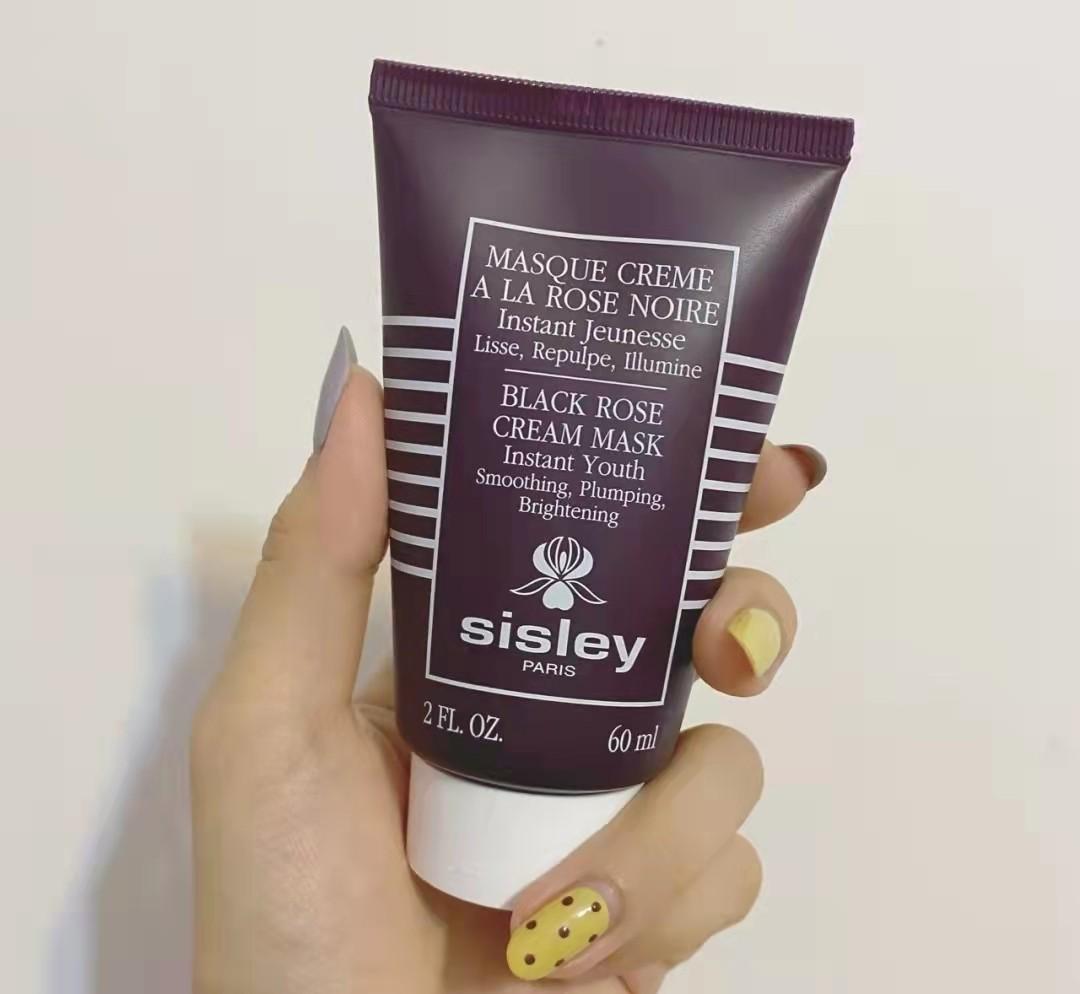 MASQUE CREME
A LA ROSE NOIRE
Instant Jeunesse
Lisse, Repulpe, Illumine
BLACK ROSE
CREAM MASK
Instant Youth
Smoothing, Plumping,
Brightening
sisley
PARIS
2 FL. OZ. 60 ml